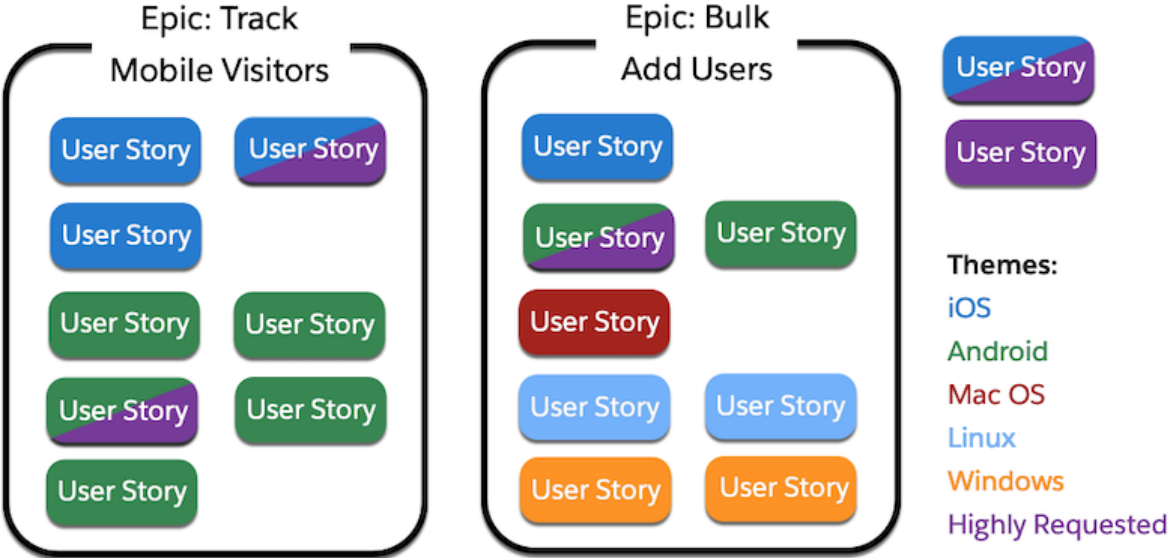 Epic: Track
Mobile Visitors
User Story
User Story
User Story
User Story
User Story
User Story
User Story
User Story
Epic: Bulk
Add Users
User Story
User Story
User Story
User Story
User Story
User Story
User Story
User Story
User Story
User Story
Themes:
iOS
Android
Mac OS
Linux
Windows
Highly Requested